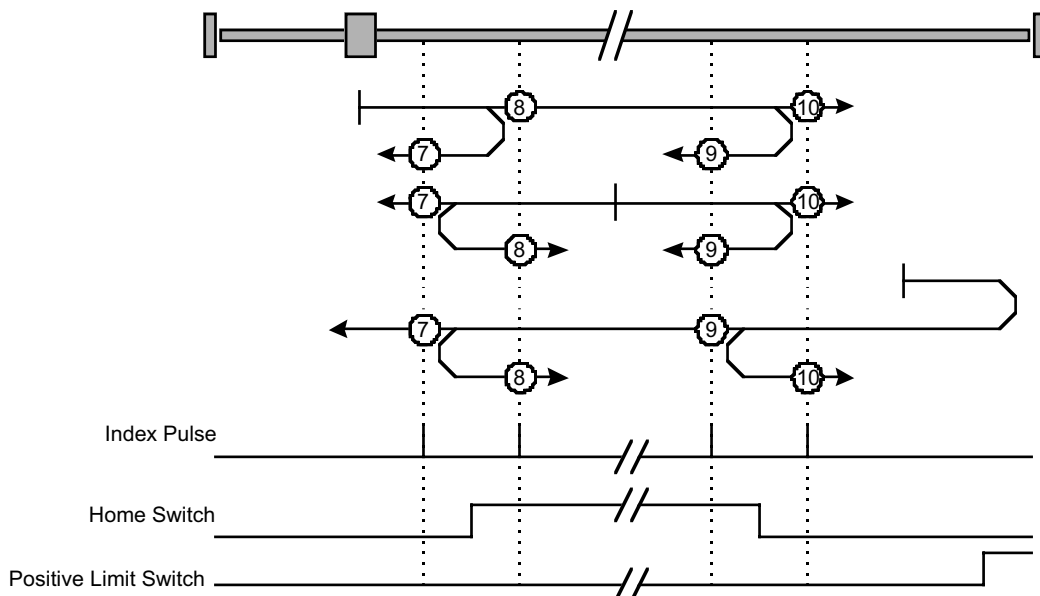 8 10
7 9
7 10
8 9
7 9
8 10
Index Pulse
Home Switch
Positive Limit Switch